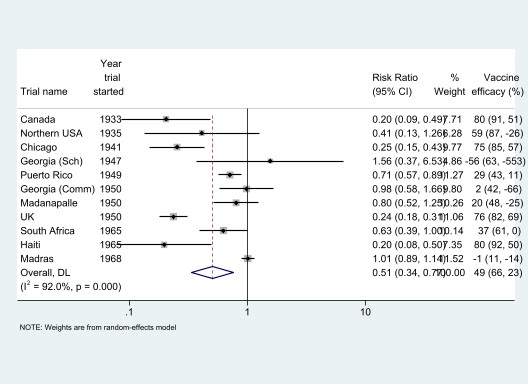 Year
trial Risk Ratio % Vaccine
Trial name started (95% CI) Weight efficacy (%)
Canada 1933 0.20 (0.09, 0.49) 7.71 80 (91, 51)
Northern USA 1935 0.41 (0.13, 1.26) 6.28 59 (87, -26)
Chicago 1941 0.25 (0.15, 0.43) 9.77 75 (85, 57)
Georgia (Sch) 1947 1.56 (0.37, 6.53) 4.86 -56 (63, -553)
Puerto Rico 1949 0.71 (0.57, 0.89) 11.27 29 (43, 11)
Georgia (Comm) 1950 0.98 (0.58, 1.66) 9.80 2 (42, -66)
Madanapalle 1950 0.80 (0.52, 1.25) 10.26 20 (48, -25)
UK 1950 0.24 (0.18, 0.31) 11.06 76 (82, 69)
South Africa 1965 0.63 (0.39, 1.00) 10.14 37 (61, 0)
Haiti 1965 0.20 (0.08, 0.50) 7.35 80 (92, 50)
Madras 1968 1.01 (0.89, 1.14) 11.52 -1 (11, -14)
Overall, DL 0.51 (0.34, 0.77) 100.00 49 (66, 23)
(I² = 92.0%, p = 0.000)
.1 1 10
NOTE: Weights are from random-effects model